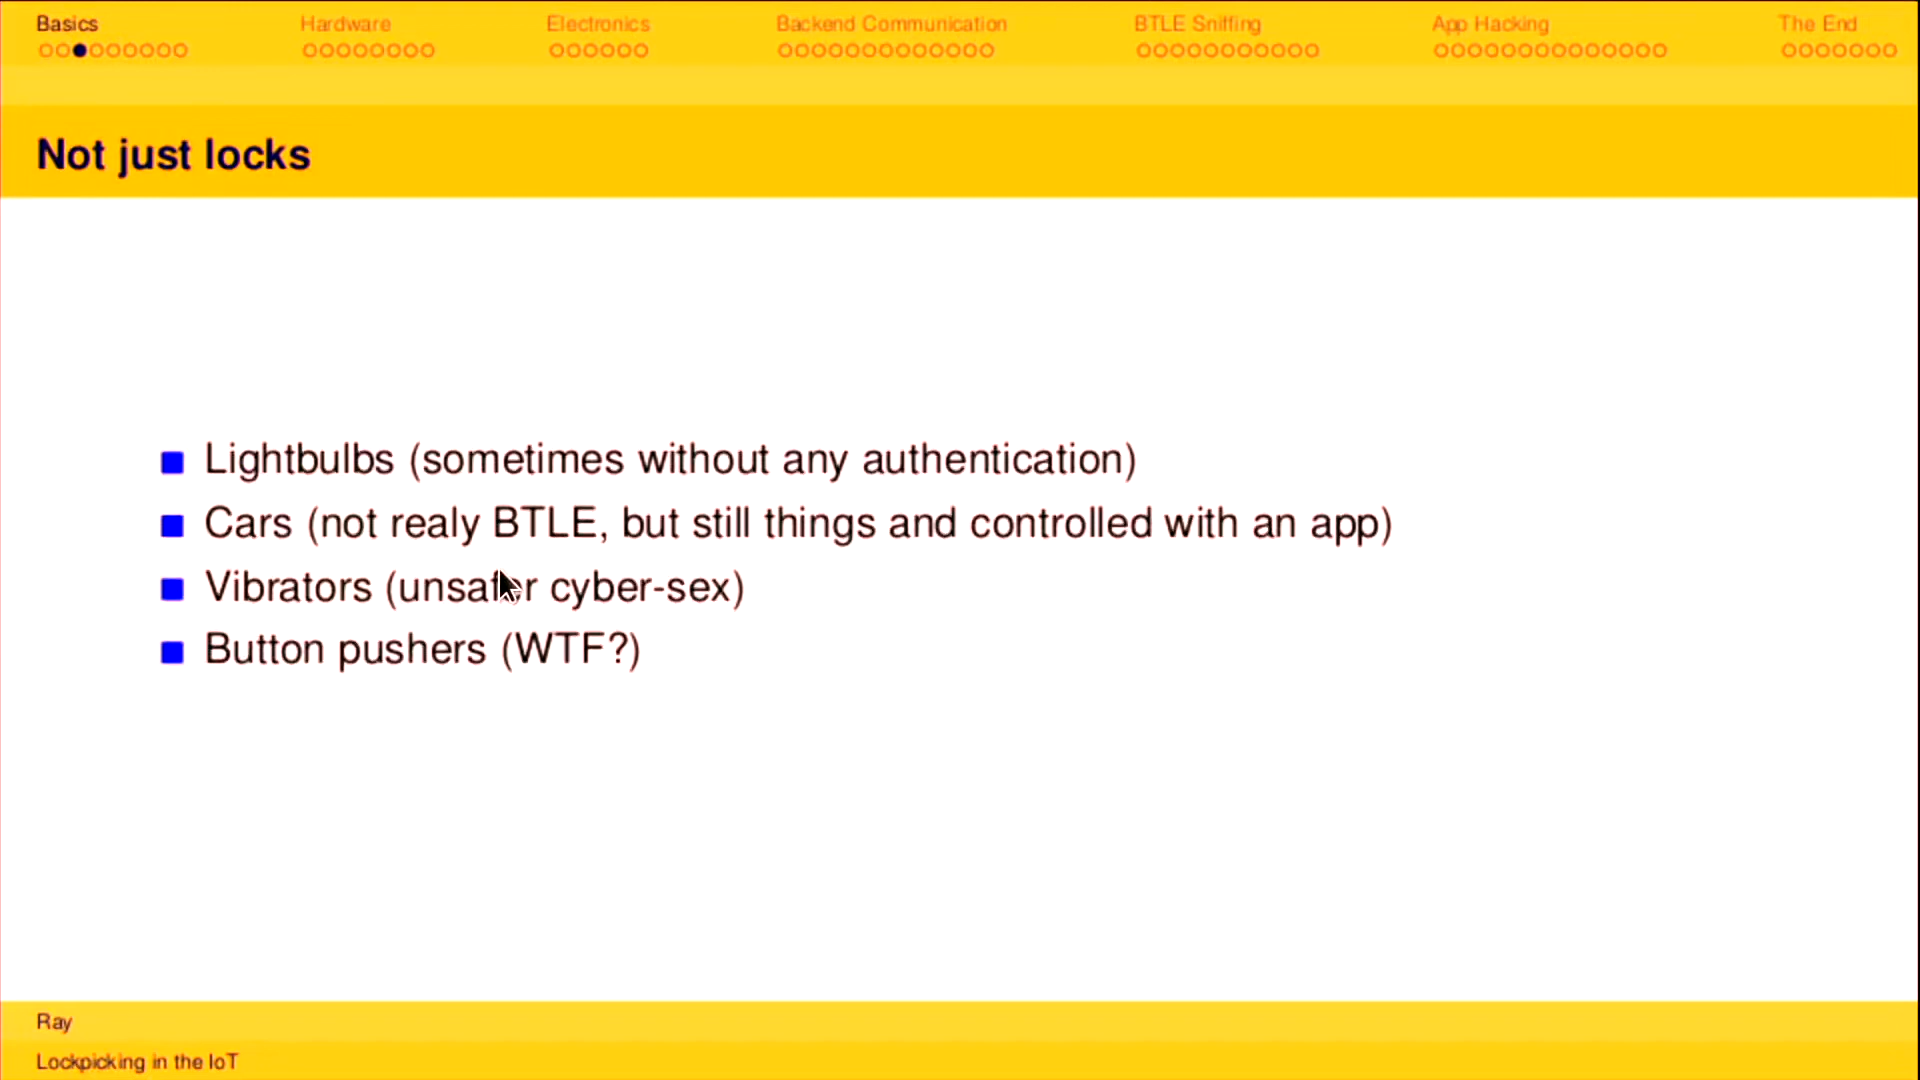 Basics
Hardware
Electronics
Backend Communication
BTLE Sniffing
App Hacking
The End
Not just locks
Lightbulbs (sometimes without any authentication)
Cars (not realy BTLE, but still things and controlled with an app)
Vibrators (unsafer cyber-sex)
Button pushers (WTF?)
Ray
Lockpicking in the IoT